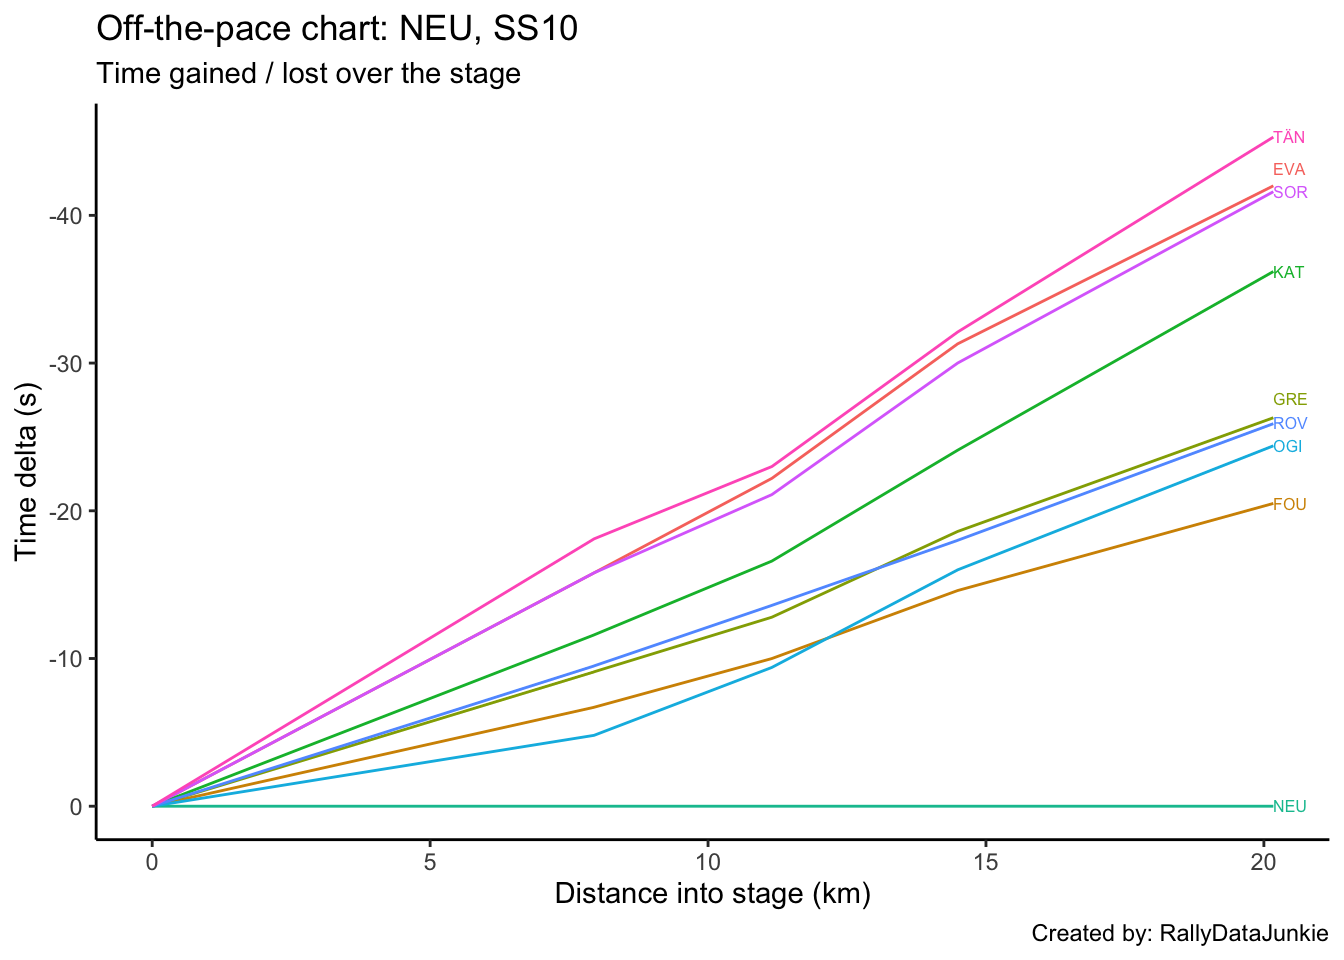 Off-the-pace chart: NEU, SS10
Time gained / lost over the stage
Time delta (s)
-40
-30
-20
-10
0
TÄN
EVA
SOR
KAT
GRE
ROV
OGI
FOU
NEU
0 5 10 15 20
Distance into stage (km)
Created by: RallyDataJunkie